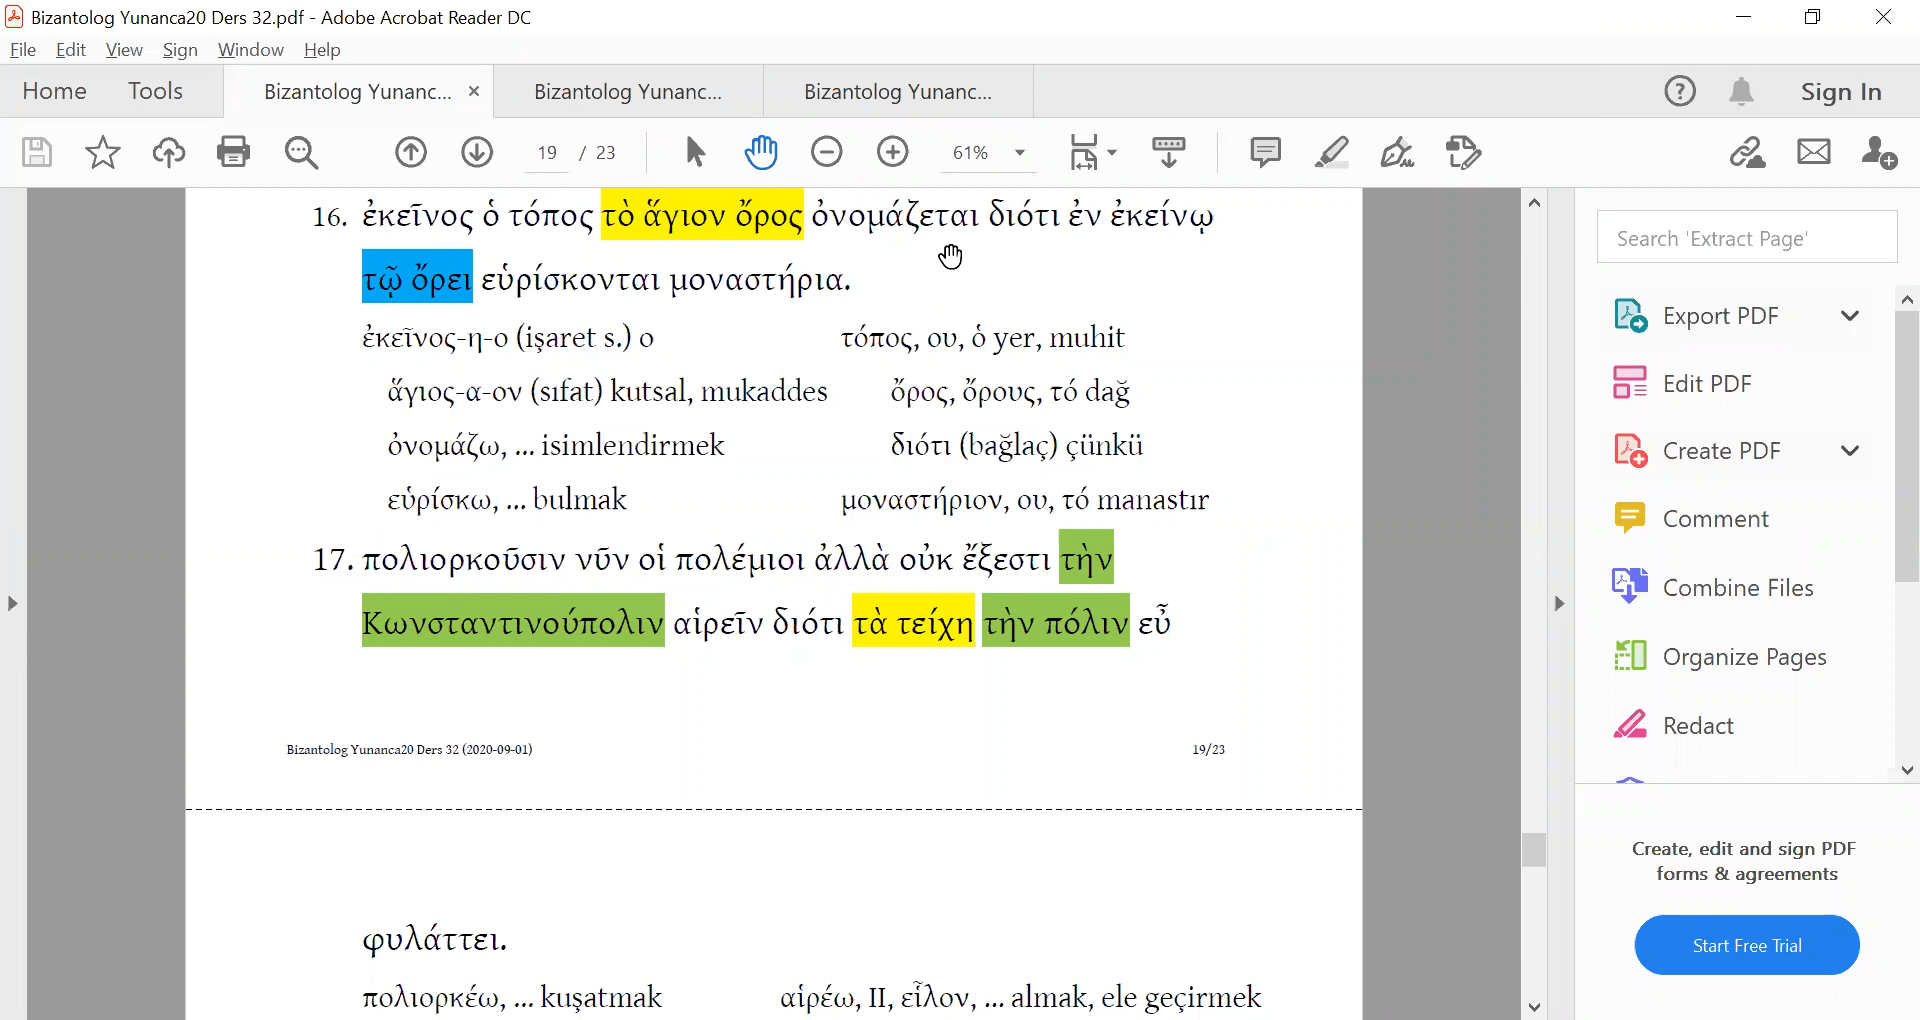 Bizantolog Yunanca20 Ders 32.pdf - Adobe Acrobat Reader DC
File Edit View Sign Window Help
Home Tools Bizantolog Yunanc... × Bizantolog Yunanc... Bizantolog Yunanc... Sign In
19 / 23 61%
16. ἐκεῖνος ὁ τόπος τὸ ἅγιον ὄρος ὀνομάζεται διότι ἐν ἐκείνῳ
τῷ ὄρει εὑρίσκονται μοναστήρια.
ἐκεῖνος-η-ο (işaret s.) o τόπος, ου, ὁ yer, muhit
ἅγιος-α-ον (sıfat) kutsal, mukaddes ὄρος, ὄρους, τό dağ
ὀνομάζω, ... isimlendirmek διότι (bağlaç) çünkü
εὑρίσκω, ... bulmak μοναστήριον, ου, τό manastır
17. πολιορκοῦσιν νῦν οἱ πολέμιοι ἀλλὰ οὐκ ἔξεστι τὴν
Κωνσταντινούπολιν αἱρεῖν διότι τὰ τείχη τὴν πόλιν εὖ
Bizantolog Yunanca20 Ders 32 (2020-09-01) 19/23
φυλάττει.
πολιορκέω, ... kuşatmak αἱρέω, II, εἷλον, ... almak, ele geçirmek
Search 'Extract Page'
Export PDF
Edit PDF
Create PDF
Comment
Combine Files
Organize Pages
Redact
Create, edit and sign PDF
forms & agreements
Start Free Trial